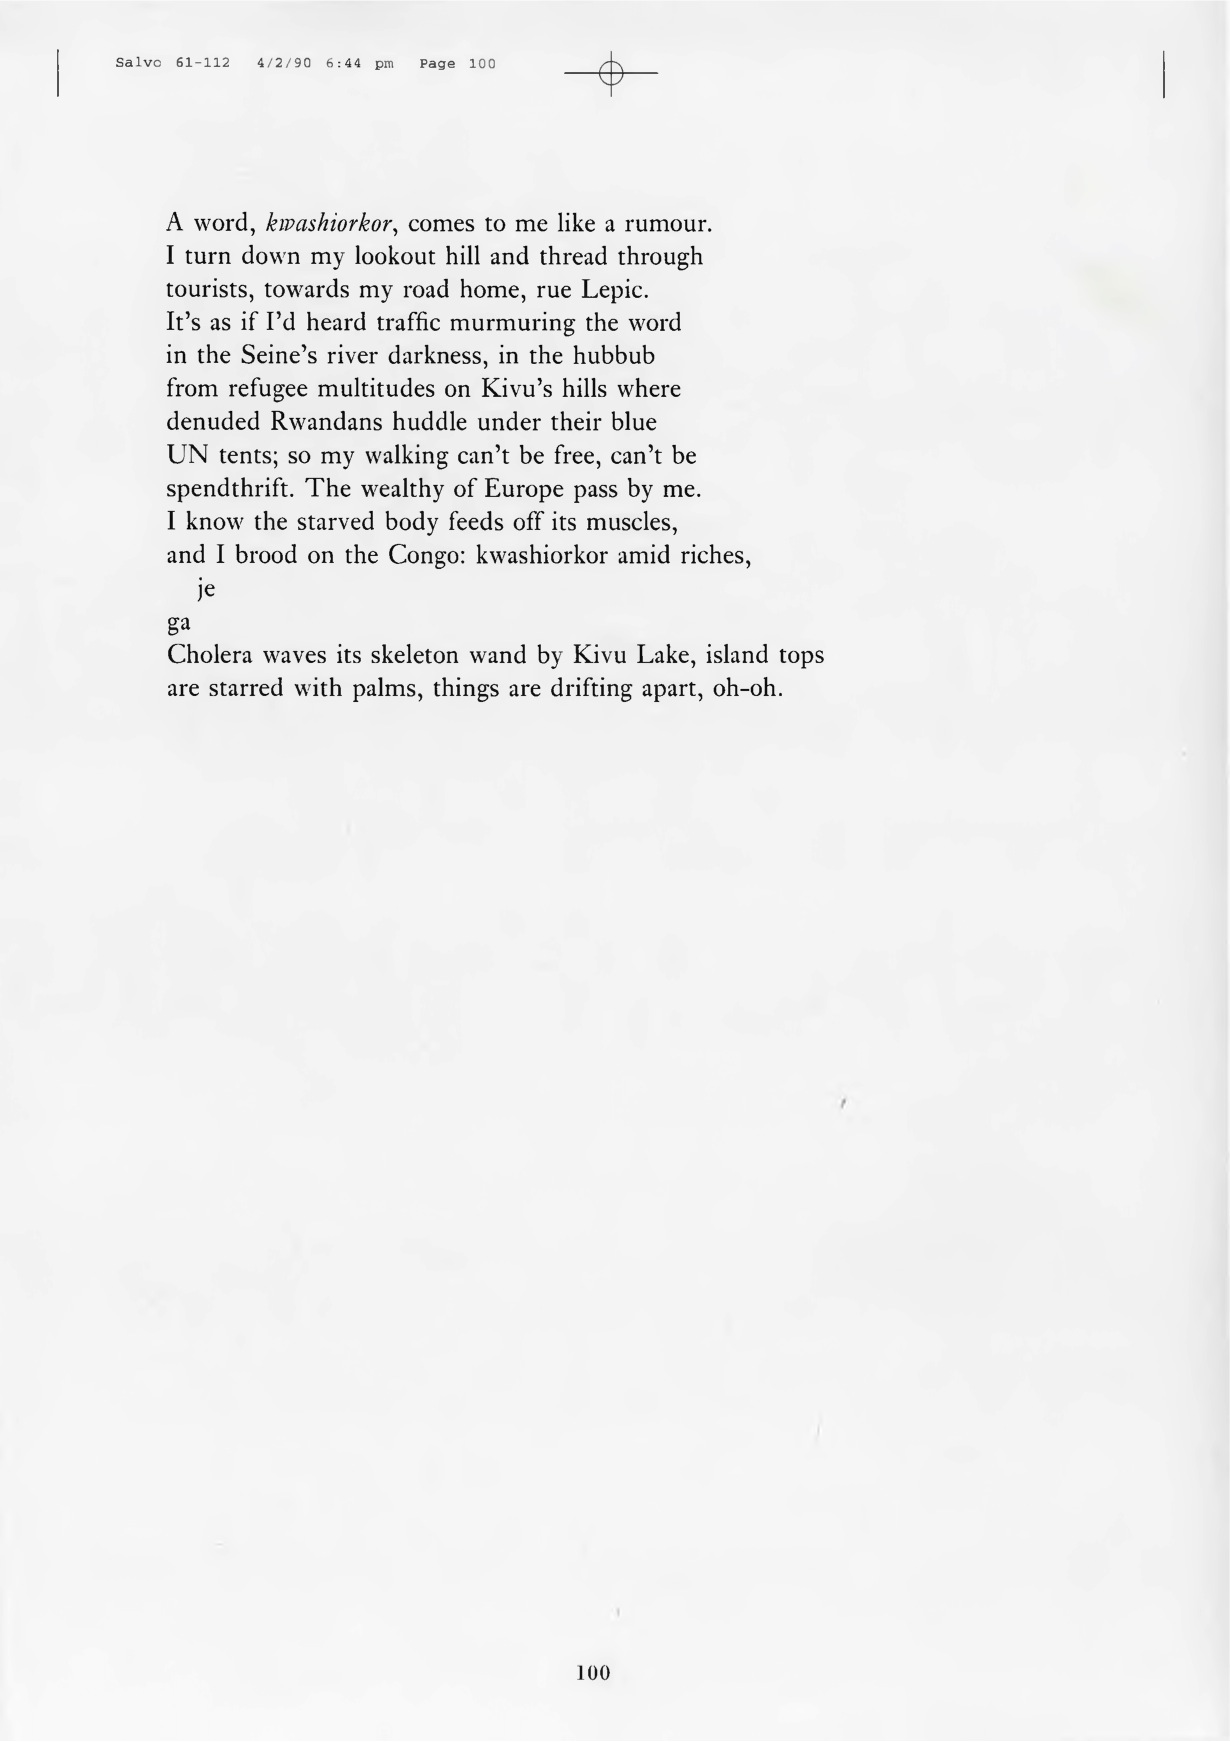 Salvo 61-112 4/2/90 6:44 pm Page 100
A word, kwashiorkor, comes to me like a rumour.
I turn down my lookout hill and thread through
tourists, towards my road home, rue Lepic.
It's as if I'd heard traffic murmuring the word
in the Seine's river darkness, in the hubbub
from refugee multitudes on Kivu's hills where
denuded Rwandans huddle under their blue
UN tents; so my walking can't be free, can't be
spendthrift. The wealthy of Europe pass by me.
I know the starved body feeds off its muscles,
and I brood on the Congo: kwashiorkor amid riches,
je
ga
Cholera waves its skeleton wand by Kivu Lake, island tops
are starred with palms, things are drifting apart, oh-oh.
100